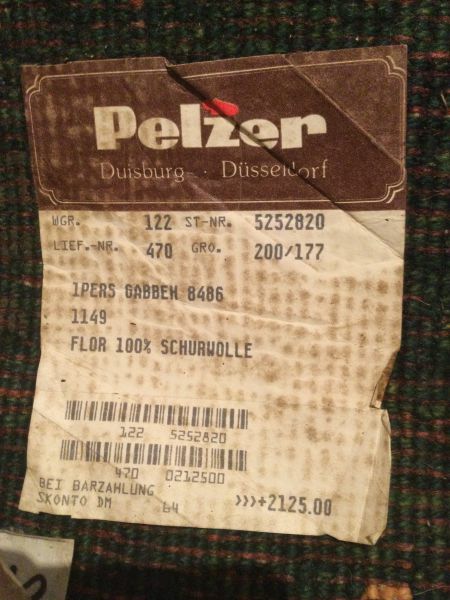 Pelzer
Duisburg · Düsseldorf
WGR. 122 ST-NR. 5252820
LIEF.-NR. 470 GRO. 200/177
1PERS GABBEH 8486
1149
FLOR 100% SCHURWOLLE
122 5252820
470 0212500
BEI BARZAHLUNG
SKONTO DM 64 >>>+2125.00